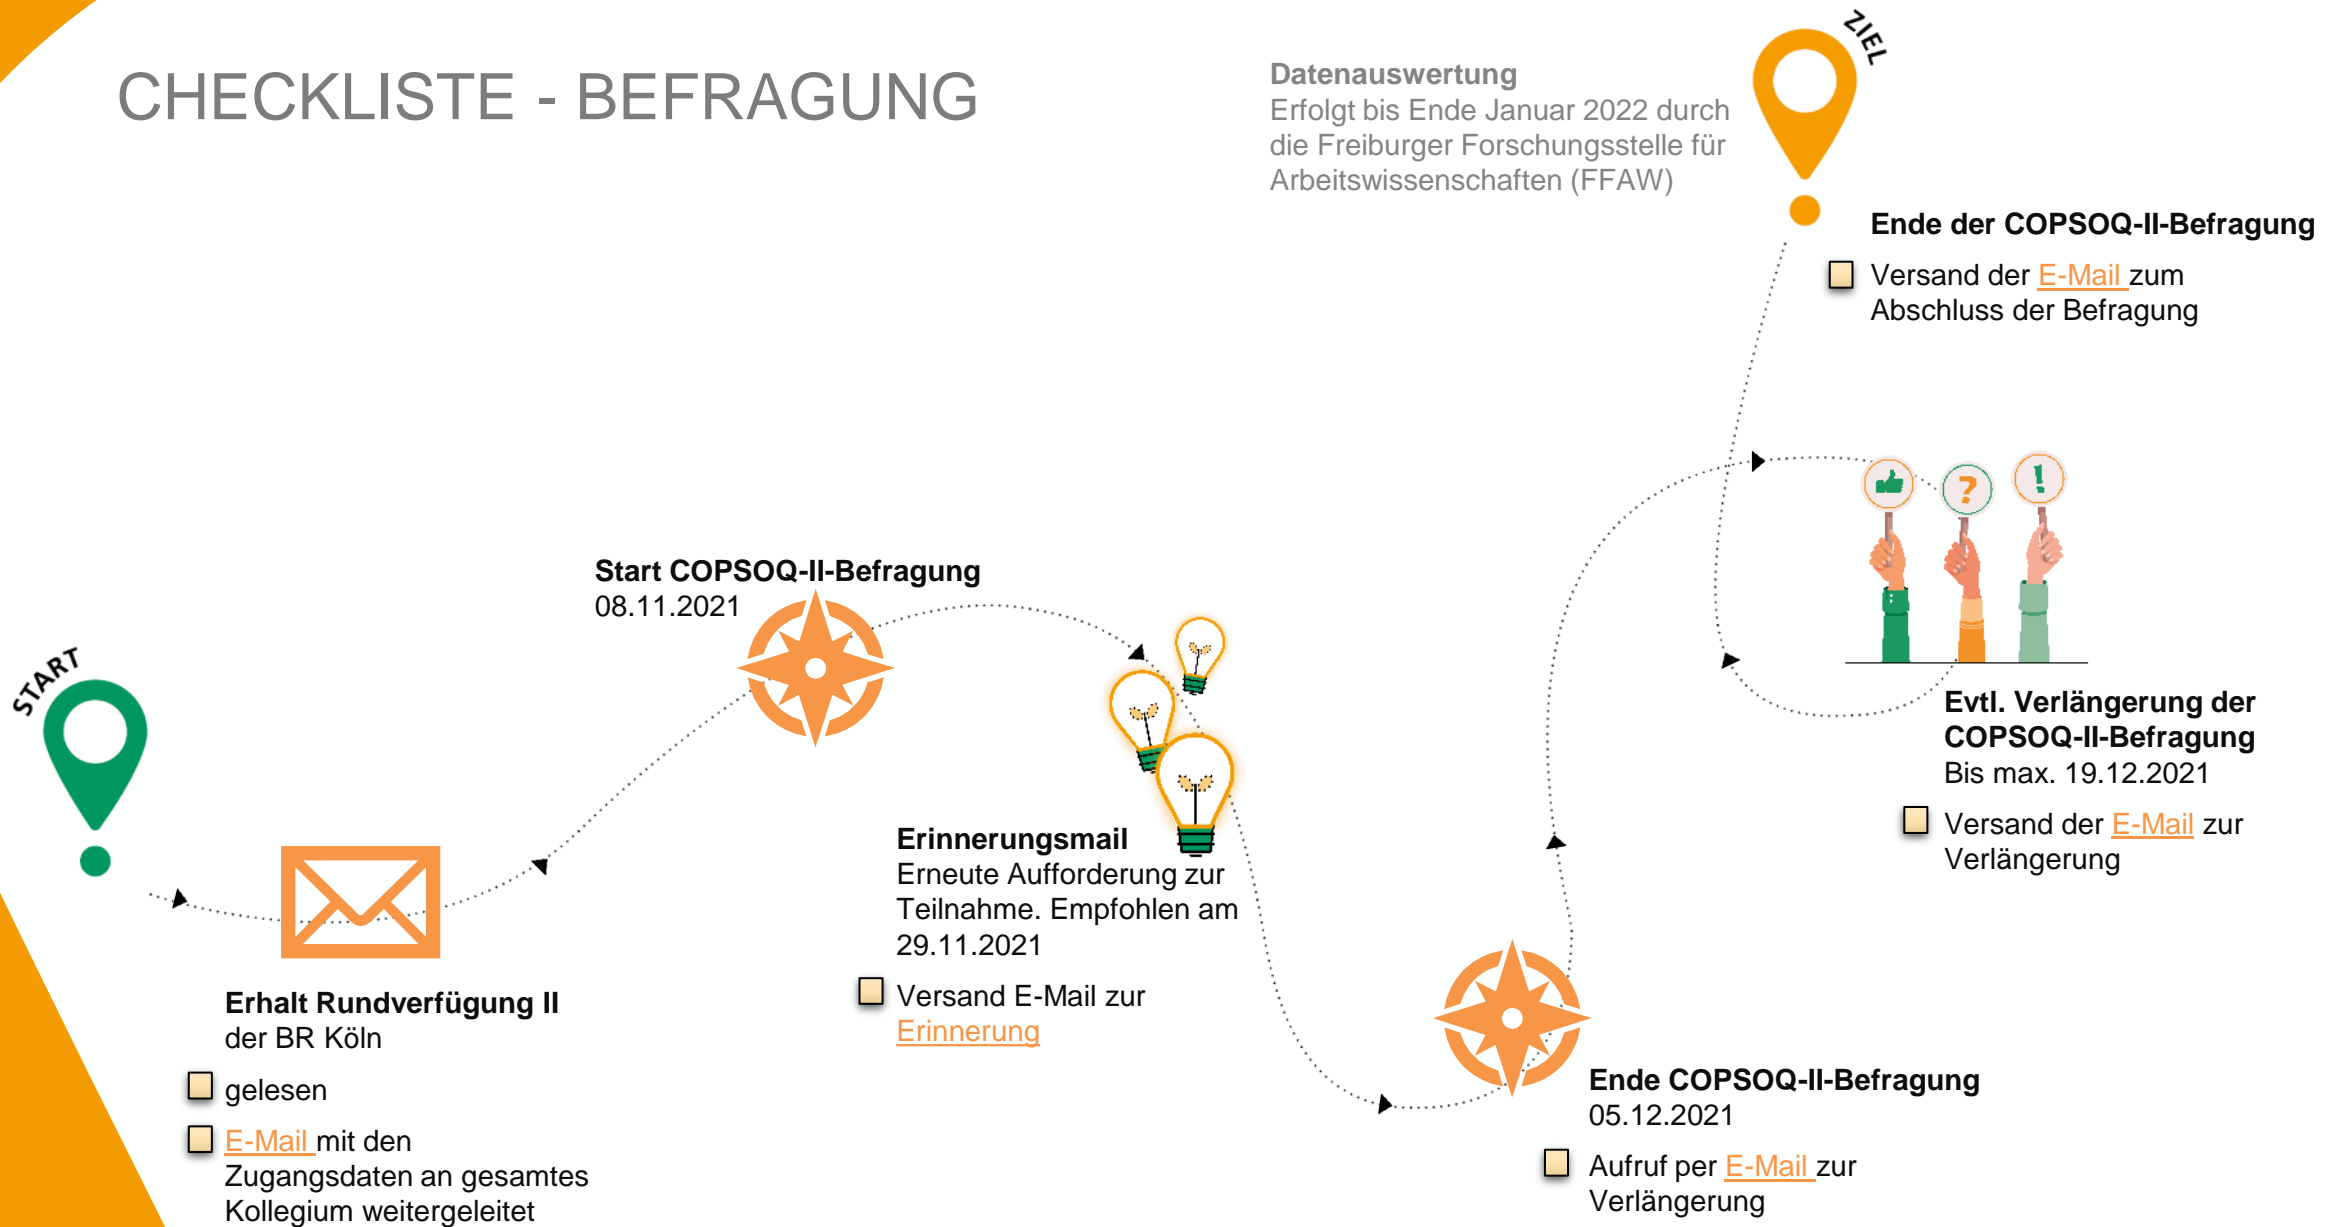 CHECKLISTE - BEFRAGUNG
Datenauswertung
Erfolgt bis Ende Januar 2022 durch
die Freiburger Forschungsstelle für
Arbeitswissenschaften (FFAW)
ZIEL
Ende der COPSOQ-II-Befragung
Versand der E-Mail zum
Abschluss der Befragung
START
Erhalt Rundverfügung II
der BR Köln
gelesen
E-Mail mit den
Zugangsdaten an gesamtes
Kollegium weitergeleitet
Start COPSOQ-II-Befragung
08.11.2021
Erinnerungsmail
Erneute Aufforderung zur
Teilnahme. Empfohlen am
29.11.2021
Versand E-Mail zur
Erinnerung
Ende COPSOQ-II-Befragung
05.12.2021
Aufruf per E-Mail zur
Verlängerung
?
!
Evtl. Verlängerung der
COPSOQ-II-Befragung
Bis max. 19.12.2021
Versand der E-Mail zur
Verlängerung